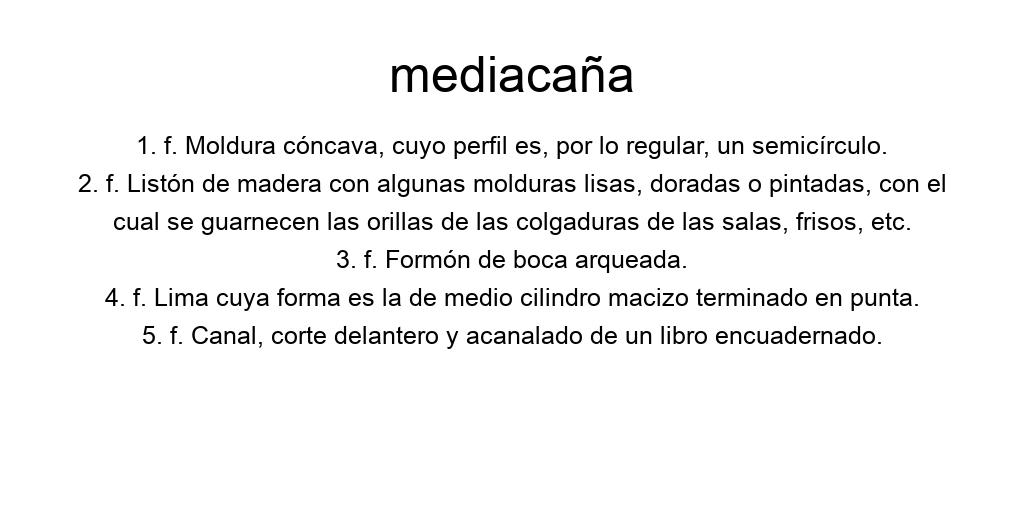 mediacaña
1. f. Moldura cóncava, cuyo perfil es, por lo regular, un semicírculo.
2. f. Listón de madera con algunas molduras lisas, doradas o pintadas, con el
cual se guarnecen las orillas de las colgaduras de las salas, frisos, etc.
3. f. Formón de boca arqueada.
4. f. Lima cuya forma es la de medio cilindro macizo terminado en punta.
5. f. Canal, corte delantero y acanalado de un libro encuadernado.